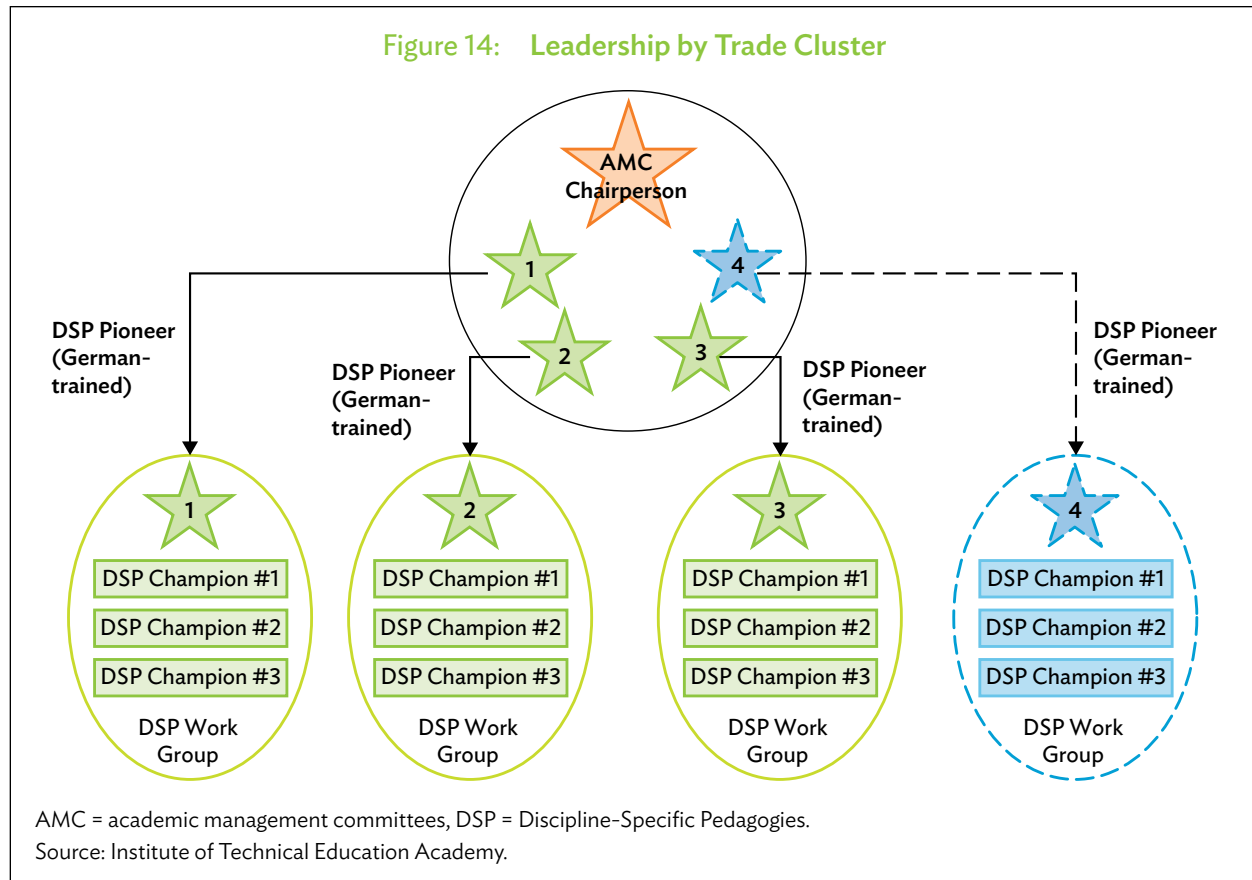 Figure 14: Leadership by Trade Cluster
AMC
Chairperson
1
4
2
3
DSP Pioneer
(German-
trained)
DSP Pioneer
(German-
trained)
DSP Pioneer
(German-
trained)
DSP Pioneer
(German-
trained)
1
DSP Champion #1
DSP Champion #2
DSP Champion #3
DSP Work
Group
2
DSP Champion #1
DSP Champion #2
DSP Champion #3
DSP Work
Group
3
DSP Champion #1
DSP Champion #2
DSP Champion #3
DSP Work
Group
4
DSP Champion #1
DSP Champion #2
DSP Champion #3
DSP Work
Group
AMC = academic management committees, DSP = Discipline-Specific Pedagogies.
Source: Institute of Technical Education Academy.